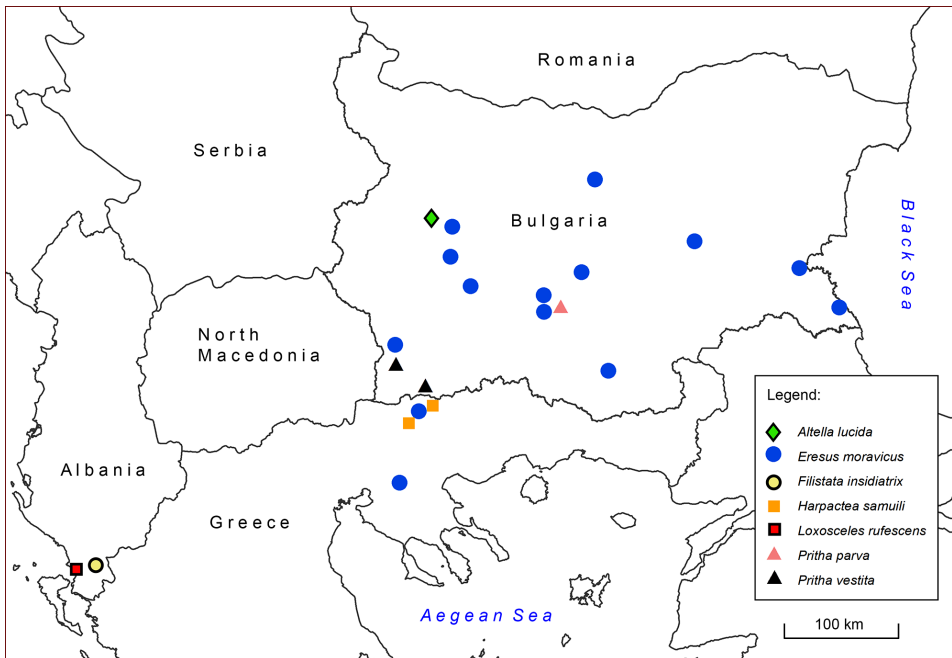 Romania
Serbia
Bulgaria
Black Sea
North
Macedonia
Albania
Greece
Aegean Sea
Legend:
Altella lucida
Eresus moravicus
Filistata insidiatrix
Harpactea samuili
Loxosceles rufescens
Pritha parva
Pritha vestita
100 km